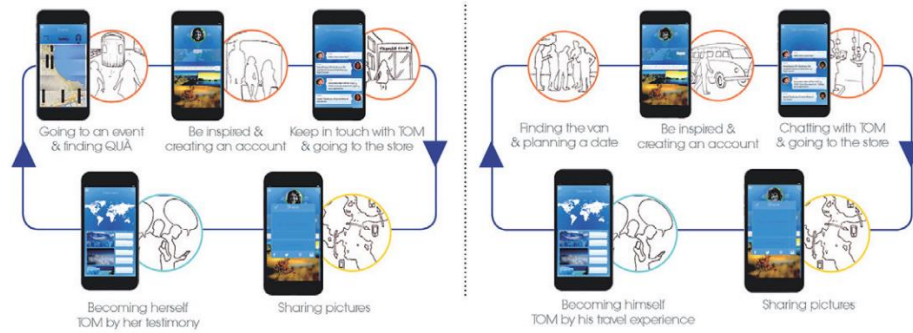 Going to an event
& finding QUÀ
Be inspired &
creating an account
Keep in touch with TOM
& going to the store
Becoming herself
TOM by her testimony
Sharing pictures
Finding the van
& planning a date
Be inspired &
creating an account
Chatting with TOM
& going to the store
Becoming himself
TOM by his travel experience
Sharing pictures